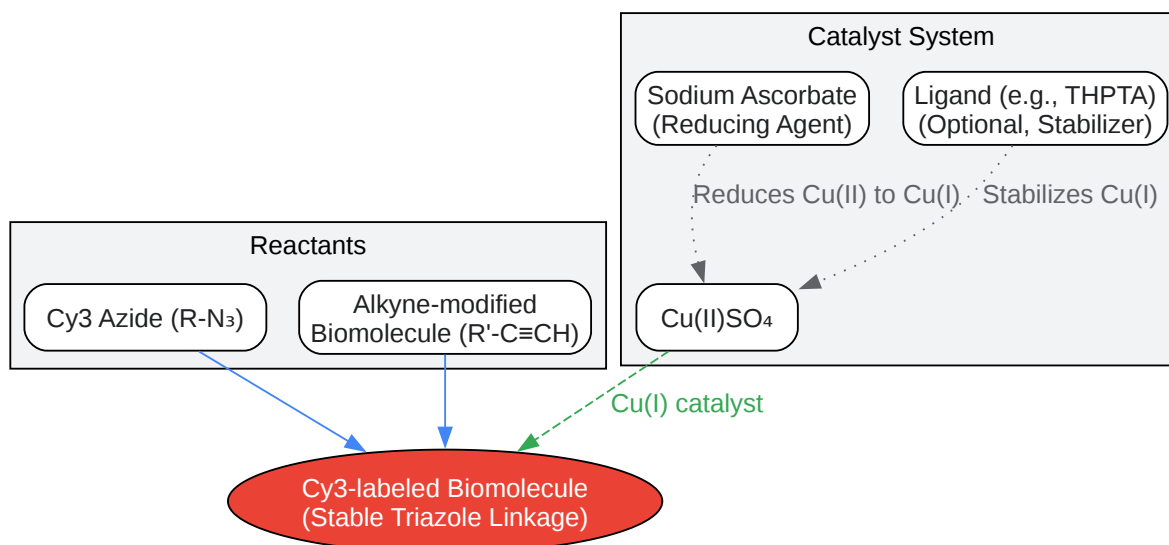 Catalyst System
Sodium Ascorbate
(Reducing Agent)
Ligand (e.g., THPTA)
(Optional, Stabilizer)
Reduces Cu(II) to Cu(I)
Stabilizes Cu(I)
Reactants
Cy3 Azide (R-N₃)
Alkyne-modified
Biomolecule (R'-C≡CH)
Cu(II)SO₄
Cu(I) catalyst
Cy3-labeled Biomolecule
(Stable Triazole Linkage)